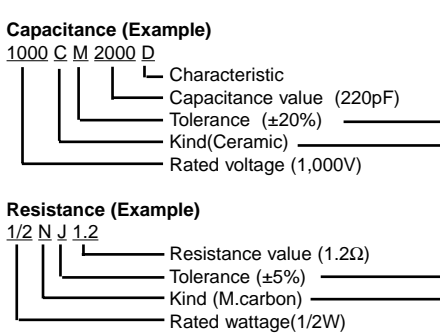 Capacitance (Example)
1000 C M 2000 D
Characteristic
Capacitance value (220pF)
Tolerance (±20%)
Kind(Ceramic)
Rated voltage (1,000V)
Resistance (Example)
1/2 N J 1.2
Resistance value (1.2Ω)
Tolerance (±5%)
Kind (M.carbon)
Rated wattage(1/2W)